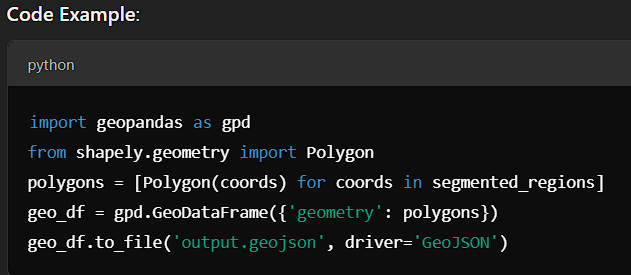 Code Example:
python
import geopandas as gpd
from shapely.geometry import Polygon
polygons = [Polygon(coords) for coords in segmented_regions]
geo_df = gpd.GeoDataFrame({'geometry': polygons})
geo_df.to_file('output.geojson', driver='GeoJSON')